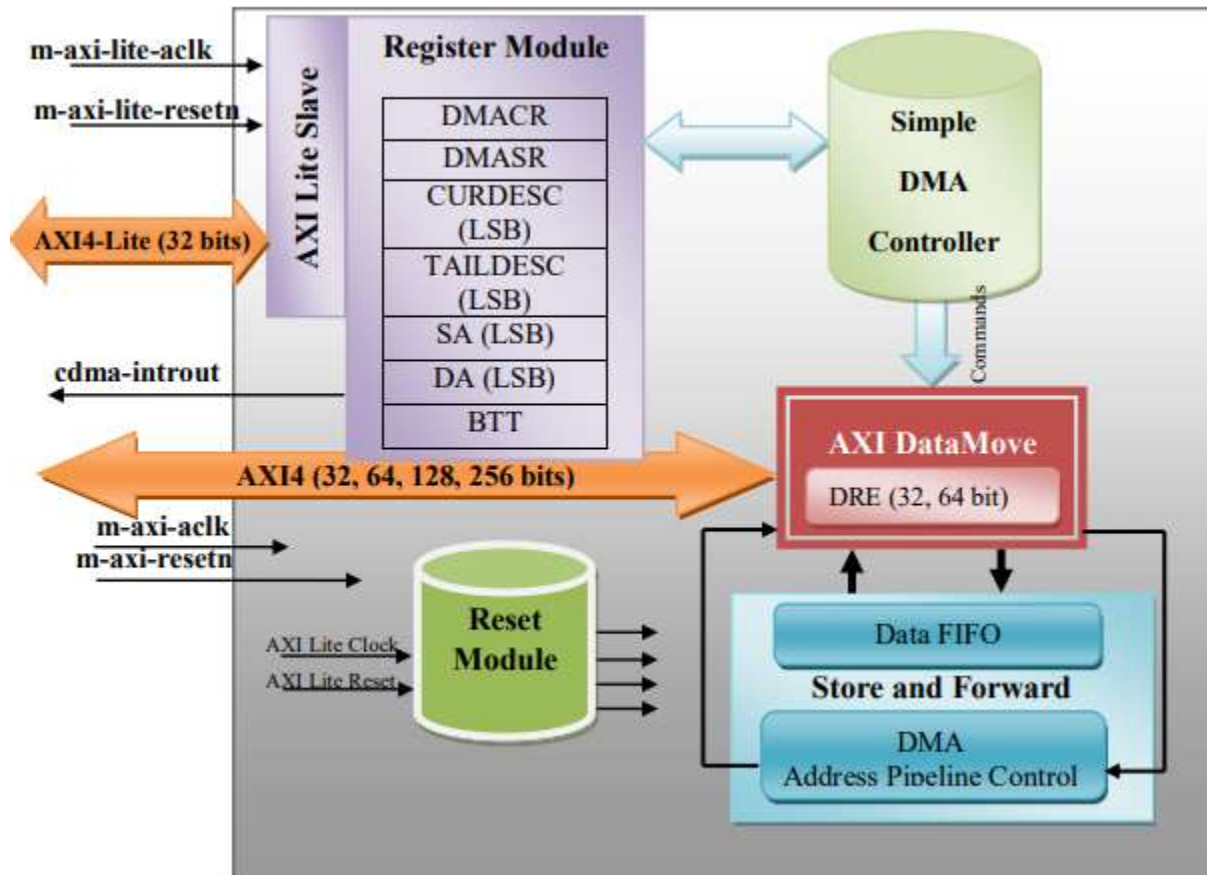 m-axi-lite-aclk
m-axi-lite-resetn
AXI4-Lite (32 bits)
cdma-introut
AXI Lite Slave
Register Module
DMACR
DMASR
CURDESC
(LSB)
TAILDESC
(LSB)
SA (LSB)
DA (LSB)
BTT
Simple
DMA
Controller
Commands
AXI4 (32, 64, 128, 256 bits)
AXI DataMove
DRE (32, 64 bit)
m-axi-aclk
m-axi-resetn
AXI Lite Clock
AXI Lite Reset
Reset
Module
Data FIFO
Store and Forward
DMA
Address Pipeline Control